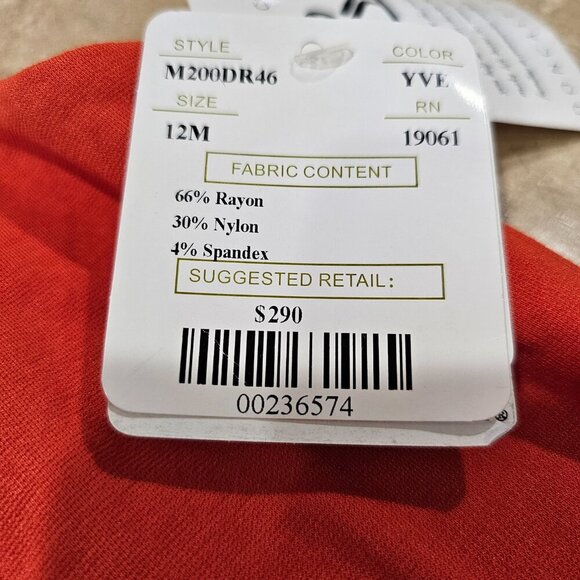 STYLE COLOR
M200DR46 YVE
SIZE RN
12M 19061
FABRIC CONTENT
66% Rayon
30% Nylon
4% Spandex
SUGGESTED RETAIL:
$290
00236574
®